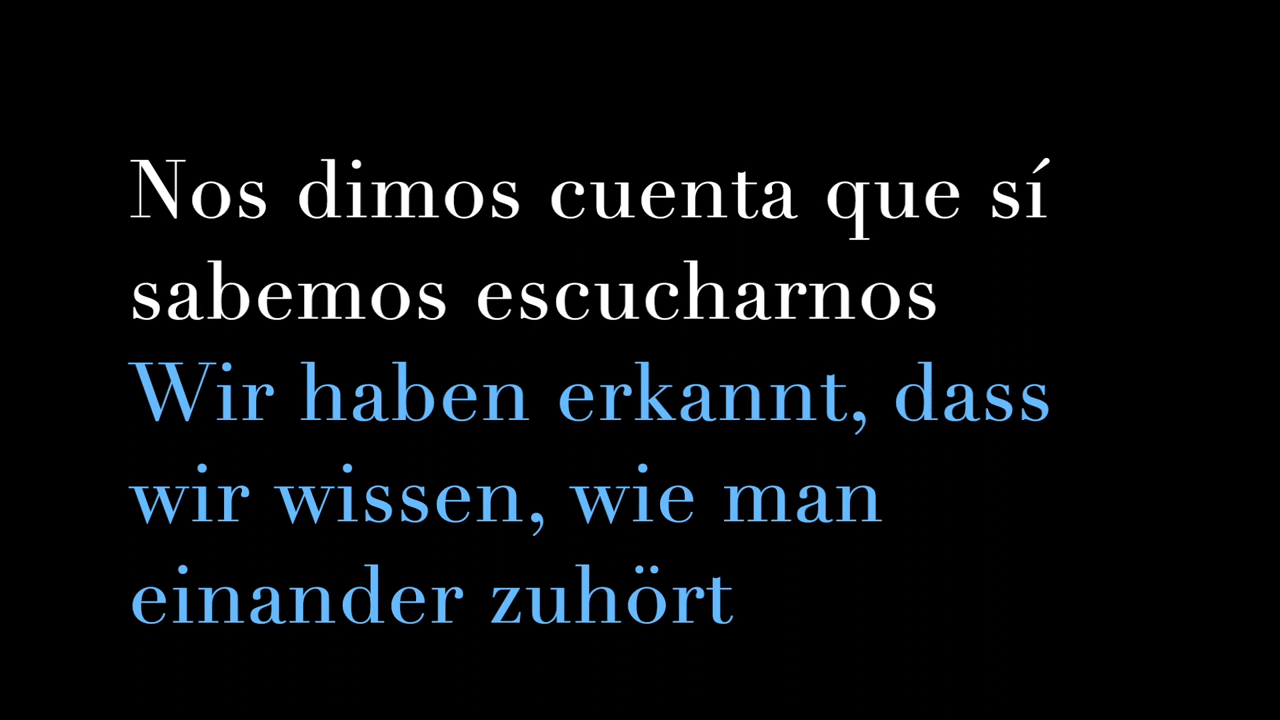 Nos dimos cuenta que sí
sabemos escucharnos
Wir haben erkannt, dass
wir wissen, wie man
einander zuhört